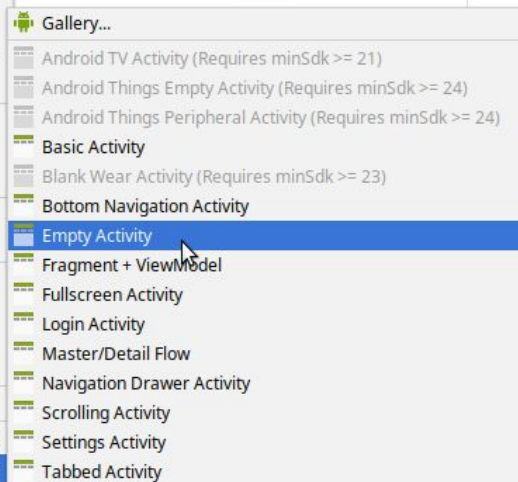 Gallery...
Android TV Activity (Requires minSdk >= 21)
Android Things Empty Activity (Requires minSdk >= 24)
Android Things Peripheral Activity (Requires minSdk >= 24)
Basic Activity
Blank Wear Activity (Requires minSdk >= 23)
Bottom Navigation Activity
Empty Activity
Fragment + ViewModel
Fullscreen Activity
Login Activity
Master/Detail Flow
Navigation Drawer Activity
Scrolling Activity
Settings Activity
Tabbed Activity